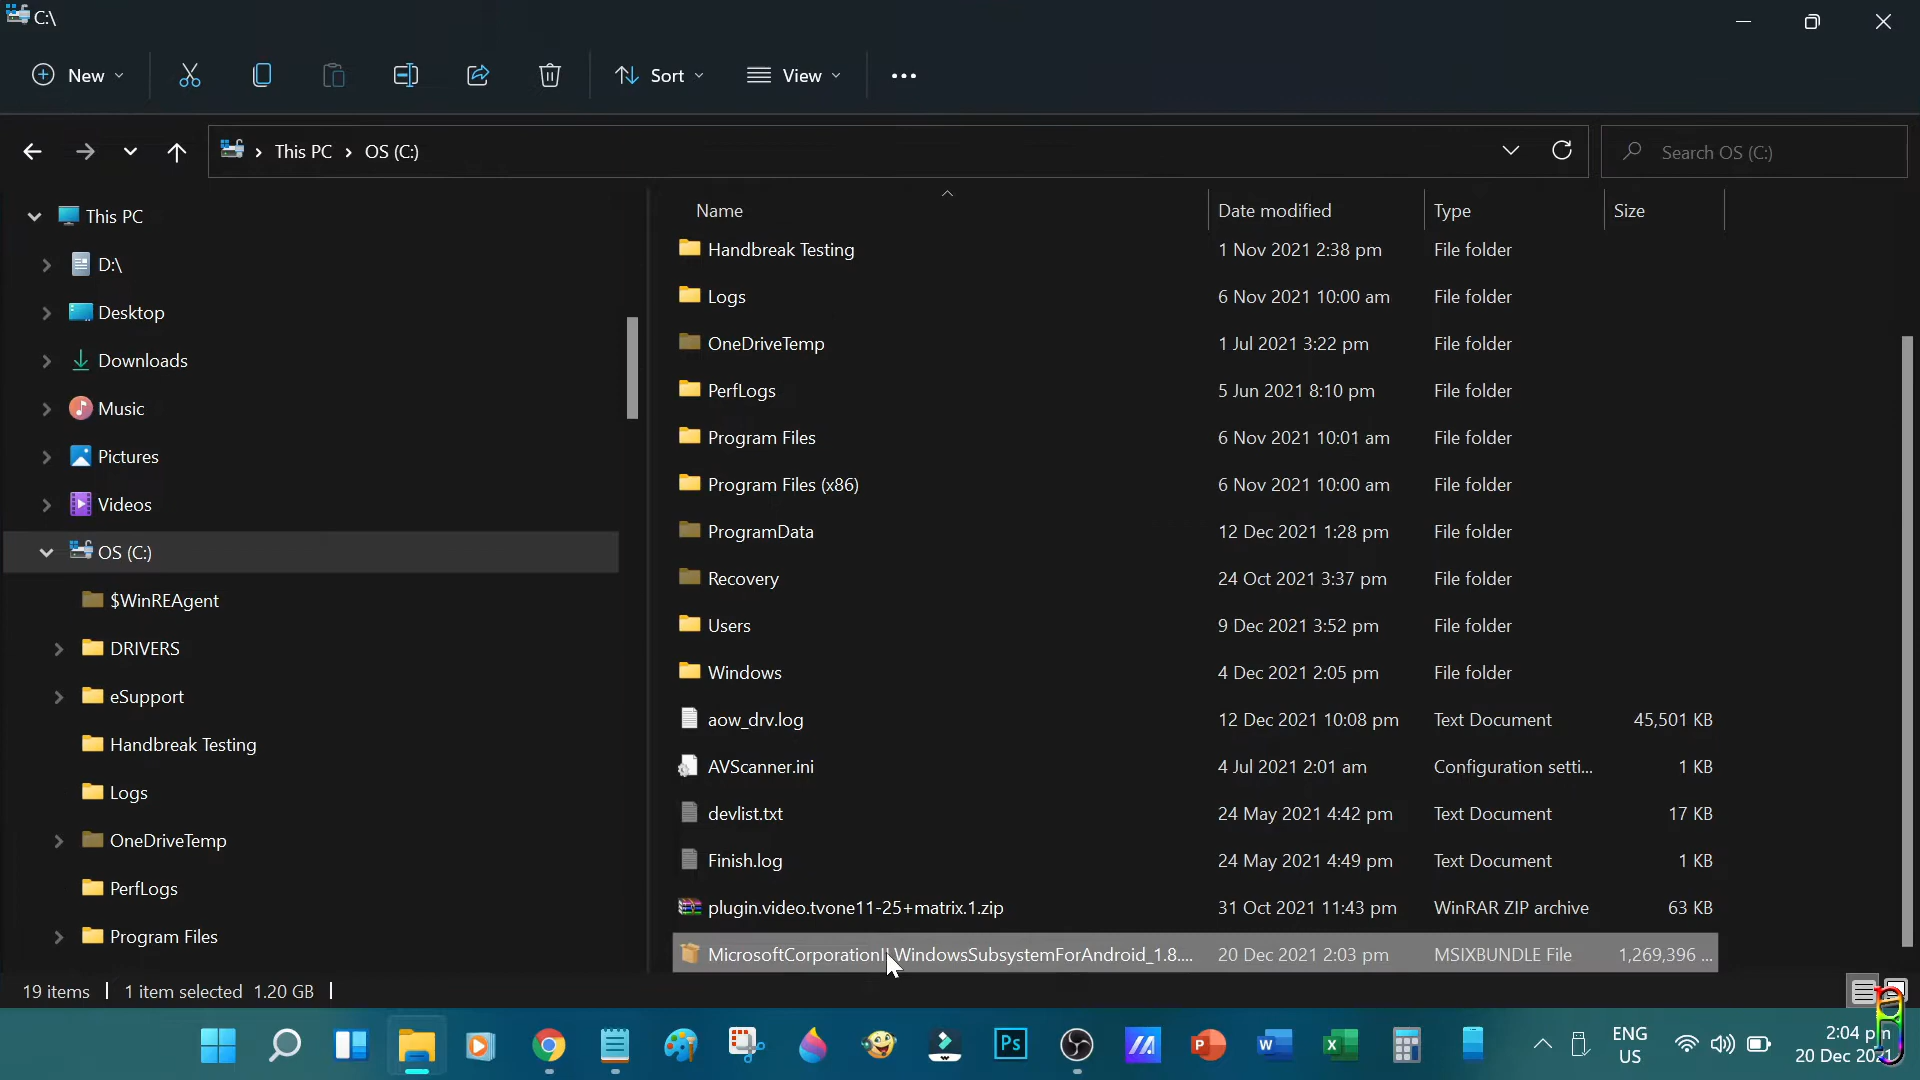 C:\
New
Sort
View
This PC
OS (C:)
Search OS (C:)
This PC
D:\
Desktop
Downloads
Music
Pictures
Videos
OS (C:)
$WinREAgent
DRIVERS
eSupport
Handbreak Testing
Logs
OneDriveTemp
PerfLogs
Program Files
Name Date modified Type Size
Handbreak Testing 1 Nov 2021 2:38 pm File folder
Logs 6 Nov 2021 10:00 am File folder
OneDriveTemp 1 Jul 2021 3:22 pm File folder
PerfLogs 5 Jun 2021 8:10 pm File folder
Program Files 6 Nov 2021 10:01 am File folder
Program Files (x86) 6 Nov 2021 10:00 am File folder
ProgramData 12 Dec 2021 1:28 pm File folder
Recovery 24 Oct 2021 3:37 pm File folder
Users 9 Dec 2021 3:52 pm File folder
Windows 4 Dec 2021 2:05 pm File folder
aow_drv.log 12 Dec 2021 10:08 pm Text Document 45,501 KB
AVScanner.ini 4 Jul 2021 2:01 am Configuration setti... 1 KB
devlist.txt 24 May 2021 4:42 pm Text Document 17 KB
Finish.log 24 May 2021 4:49 pm Text Document 1 KB
plugin.video.tvone11-25+matrix.1.zip 31 Oct 2021 11:43 pm WinRAR ZIP archive 63 KB
MicrosoftCorporationII.WindowsSubsystemForAndroid_1.8.... 20 Dec 2021 2:03 pm MSIXBUNDLE File 1,269,396 ...
19 items 1 item selected 1.20 GB
Ps
P
W
X
ENG
US
2:04 pm
20 Dec 2021